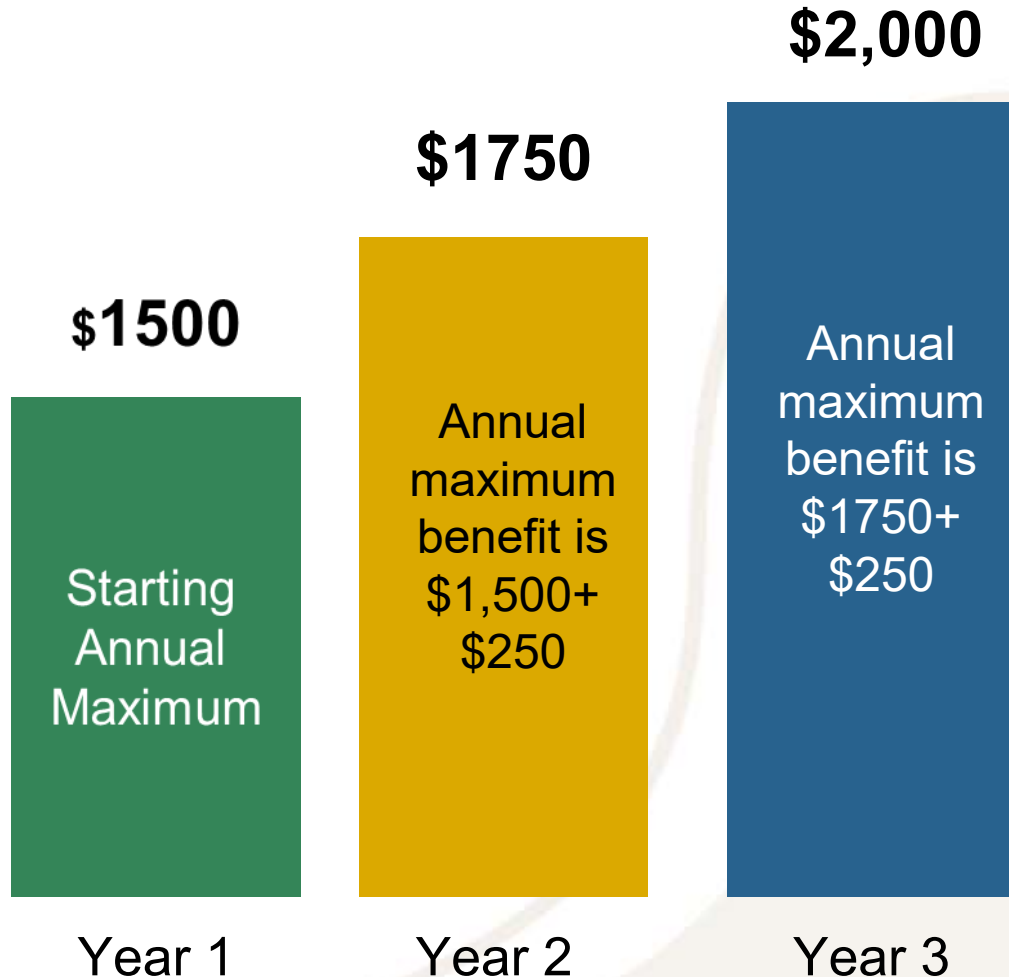 $1500
Starting
Annual
Maximum
Year 1
$1750
Annual
maximum
benefit is
$1,500+
$250
Year 2
$2,000
Annual
maximum
benefit is
$1750+
$250
Year 3